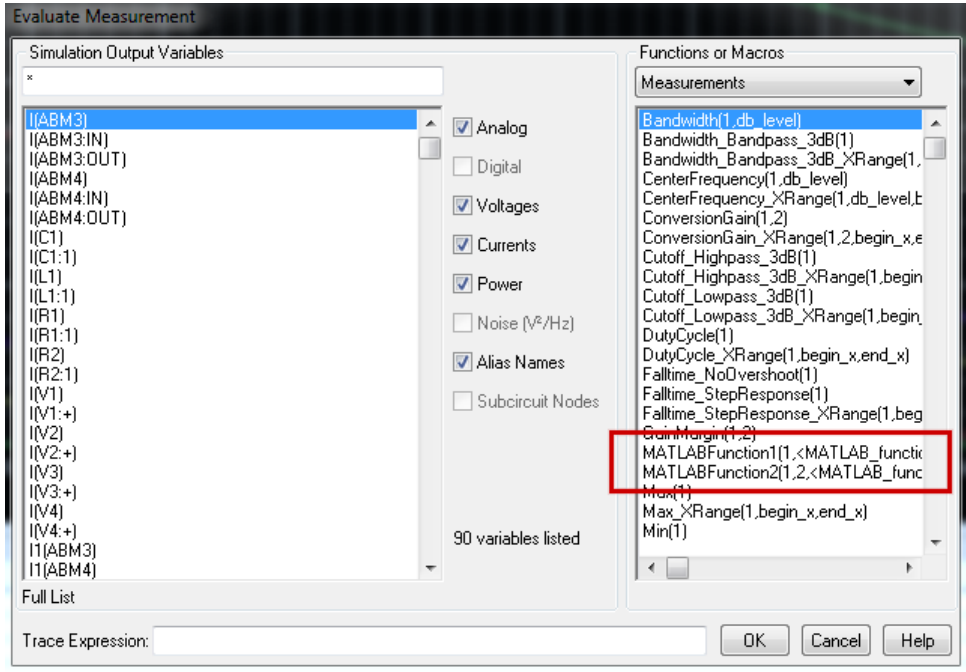 Evaluate Measurement
Simulation Output Variables
*
I(ABM3)
I(ABM3:IN)
I(ABM3:OUT)
I(ABM4)
I(ABM4:IN)
I(ABM4:OUT)
I(C1)
I(C1:1)
I(L1)
I(L1:1)
I(R1)
I(R1:1)
I(R2)
I(R2:1)
I(V1)
I(V1:+)
I(V2)
I(V2:+)
I(V3)
I(V3:+)
I(V4)
I(V4:+)
I1(ABM3)
I1(ABM4)
Full List
Analog
Digital
Voltages
Currents
Power
Noise (V²/Hz)
Alias Names
Subcircuit Nodes
90 variables listed
Functions or Macros
Measurements
Bandwidth(1,db_level)
Bandwidth_Bandpass_3dB(1)
Bandwidth_Bandpass_3dB_XRange(1,
CenterFrequency(1,db_level)
CenterFrequency_XRange(1,db_level,b
ConversionGain(1,2)
ConversionGain_XRange(1,2,begin_x,e
Cutoff_Highpass_3dB(1)
Cutoff_Highpass_3dB_XRange(1,begin
Cutoff_Lowpass_3dB(1)
Cutoff_Lowpass_3dB_XRange(1,begin_
DutyCycle(1)
DutyCycle_XRange(1,begin_x,end_x)
Falltime_NoOvershoot(1)
Falltime_StepResponse(1)
Falltime_StepResponse_XRange(1,beg
GainMargin(1,2)
MATLABFunction1(1,<MATLAB_functio
MATLABFunction2(1,2,<MATLAB_func
Max(1)
Max_XRange(1,begin_x,end_x)
Min(1)
Trace Expression:
OK
Cancel
Help